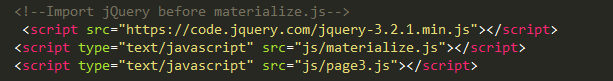 <!--Import jQuery before materialize.js-->
<script src="https://code.jquery.com/jquery-3.2.1.min.js"></script>
<script type="text/javascript" src="js/materialize.js"></script>
<script type="text/javascript" src="js/page3.js"></script>